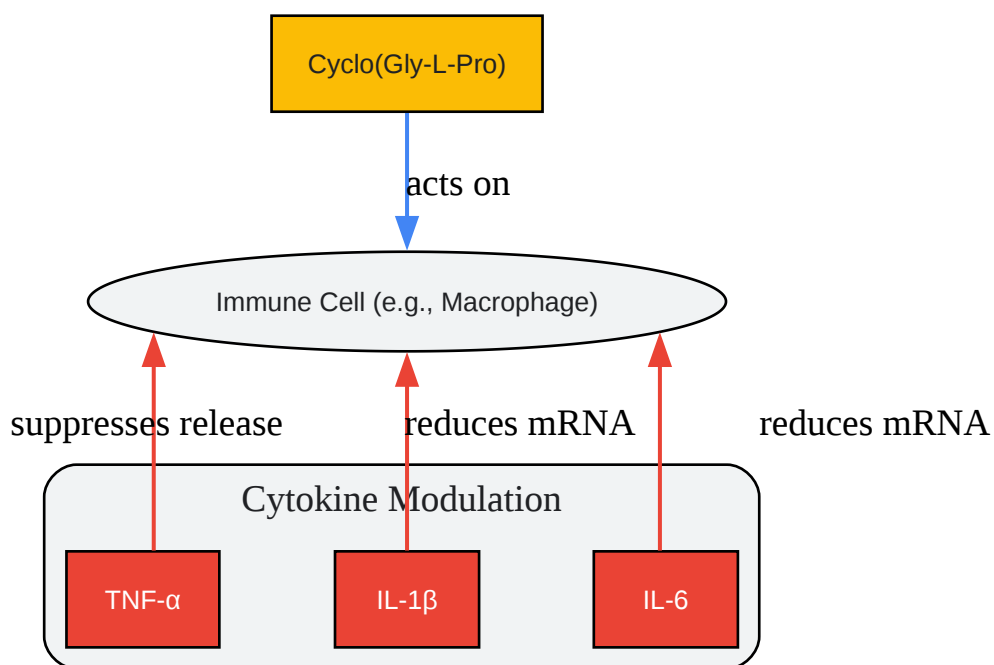 Cyclo(Gly-L-Pro)
acts on
Immune Cell (e.g., Macrophage)
suppresses release
reduces mRNA
reduces mRNA
Cytokine Modulation
TNF-α
IL-1β
IL-6